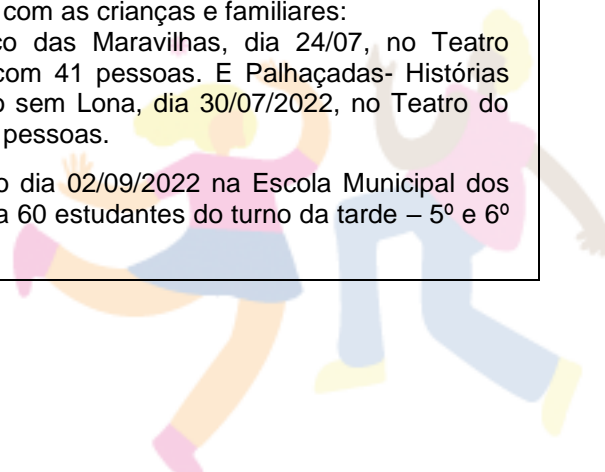 com as crianças e familiares:
co das Maravilhas, dia 24/07, no Teatro
com 41 pessoas. E Palhaçadas- Histórias
o sem Lona, dia 30/07/2022, no Teatro do
pessoas.
o dia 02/09/2022 na Escola Municipal dos
a 60 estudantes do turno da tarde – 5º e 6º